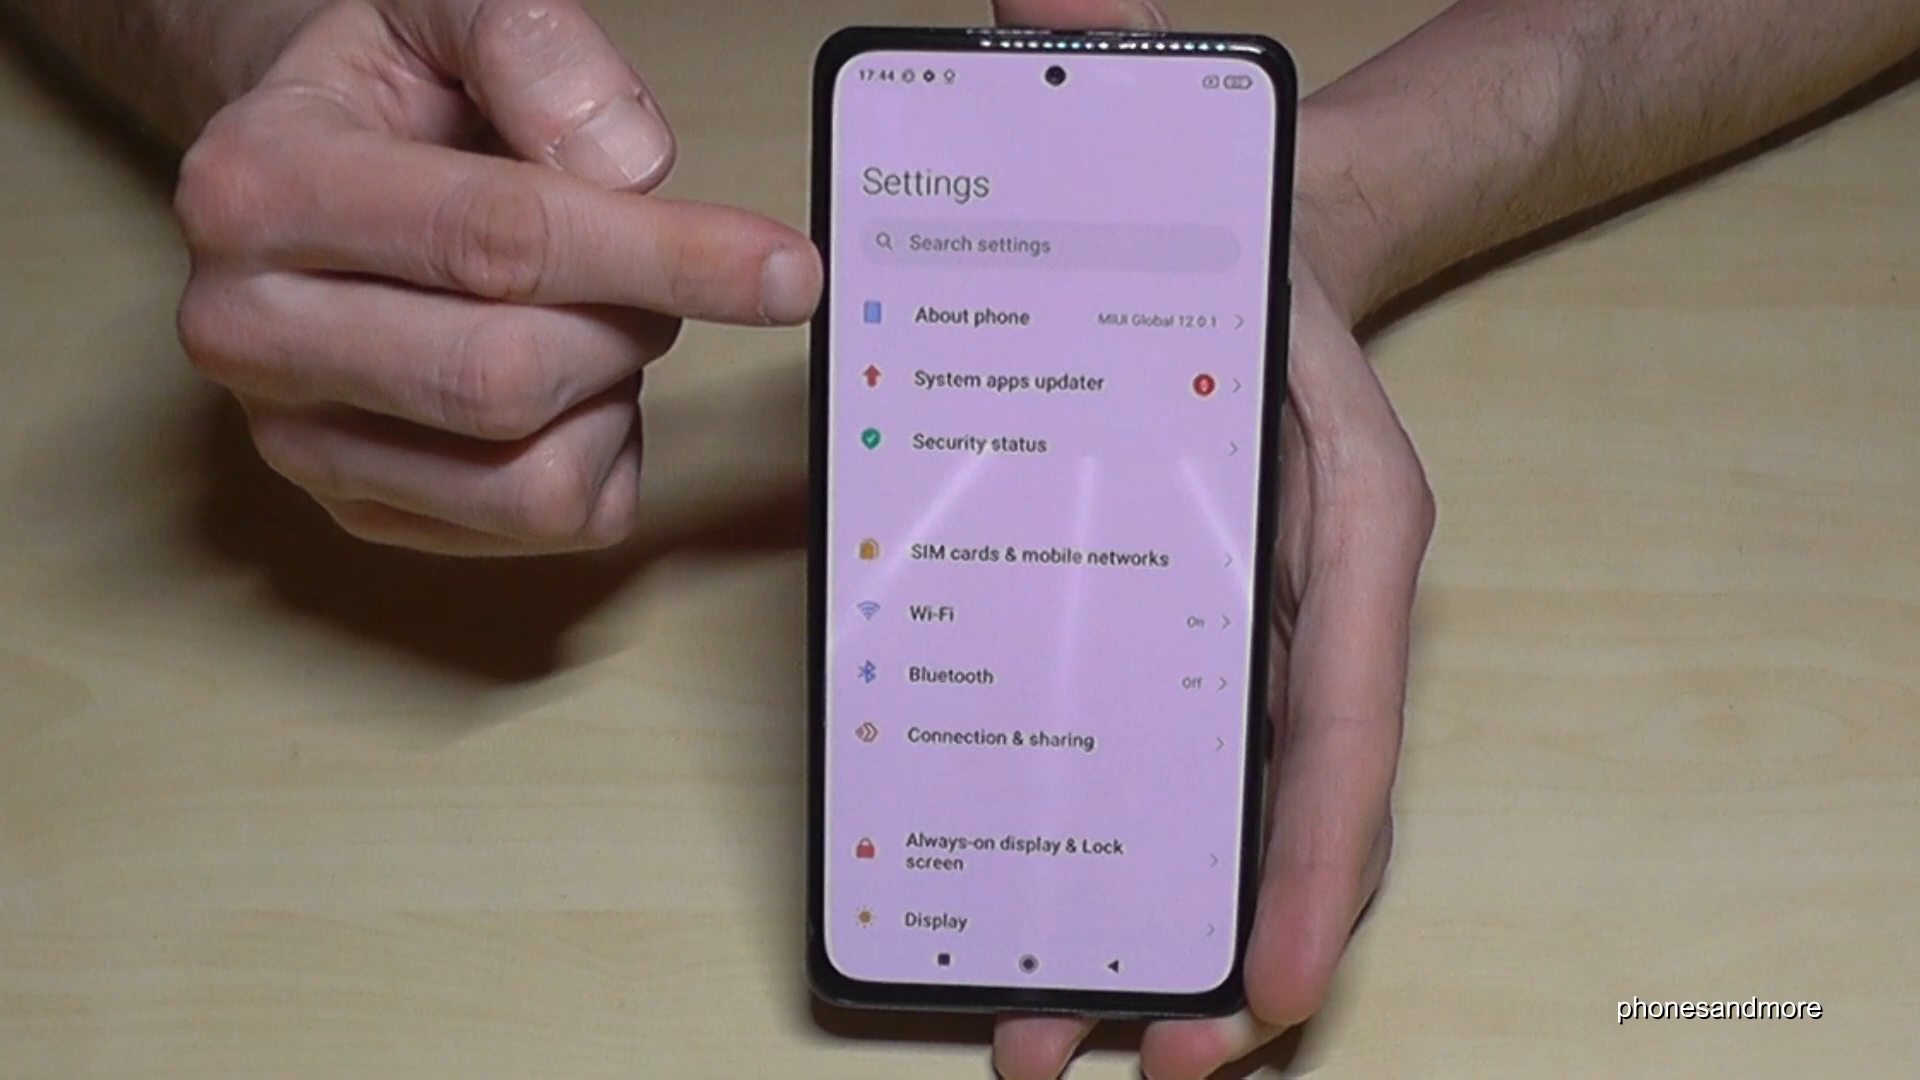 17:44
Settings
Search settings
About phone MIUI Global 12.0.1
System apps updater
Security status
SIM cards & mobile networks
Wi-Fi On
Bluetooth Off
Connection & sharing
Always-on display & Lock
screen
Display
phonesandmore